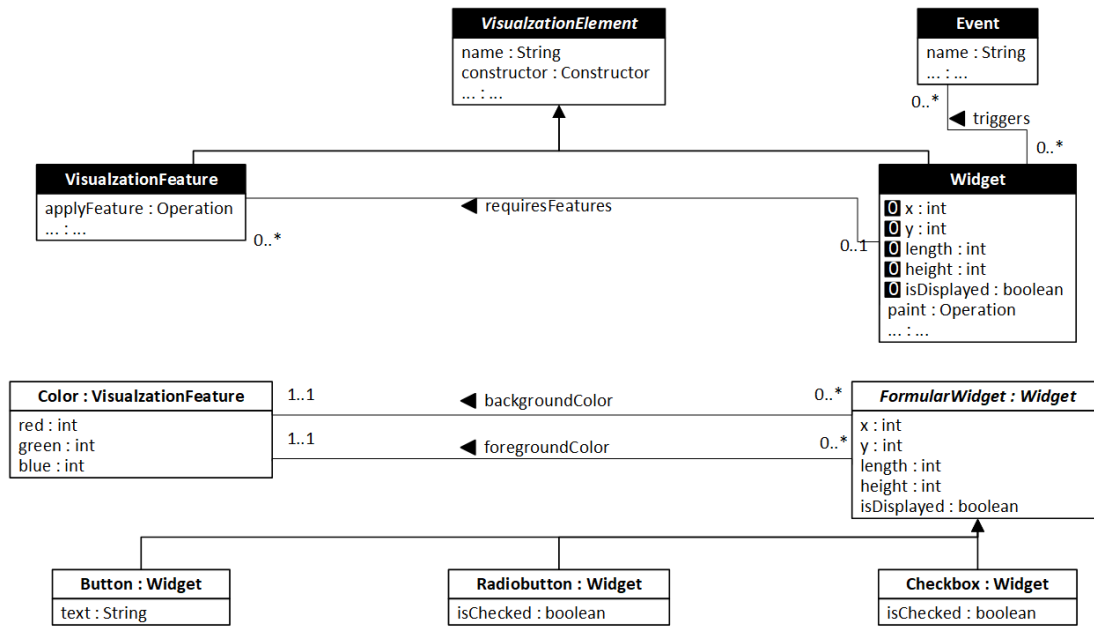 VisualzationElement
name : String
constructor : Constructor
... : ...
Event
name : String
... : ...
0..*
triggers
0..*
VisualzationFeature
applyFeature : Operation
... : ...
0..*
requiresFeatures
0..1
Widget
0 x : int
0 y : int
0 length : int
0 height : int
0 isDisplayed : boolean
paint : Operation
... : ...
Color : VisualzationFeature
red : int
green : int
blue : int
1..1
backgroundColor
0..*
1..1
foregroundColor
0..*
FormularWidget : Widget
x : int
y : int
length : int
height : int
isDisplayed : boolean
Button : Widget
text : String
Radiobutton : Widget
isChecked : boolean
Checkbox : Widget
isChecked : boolean